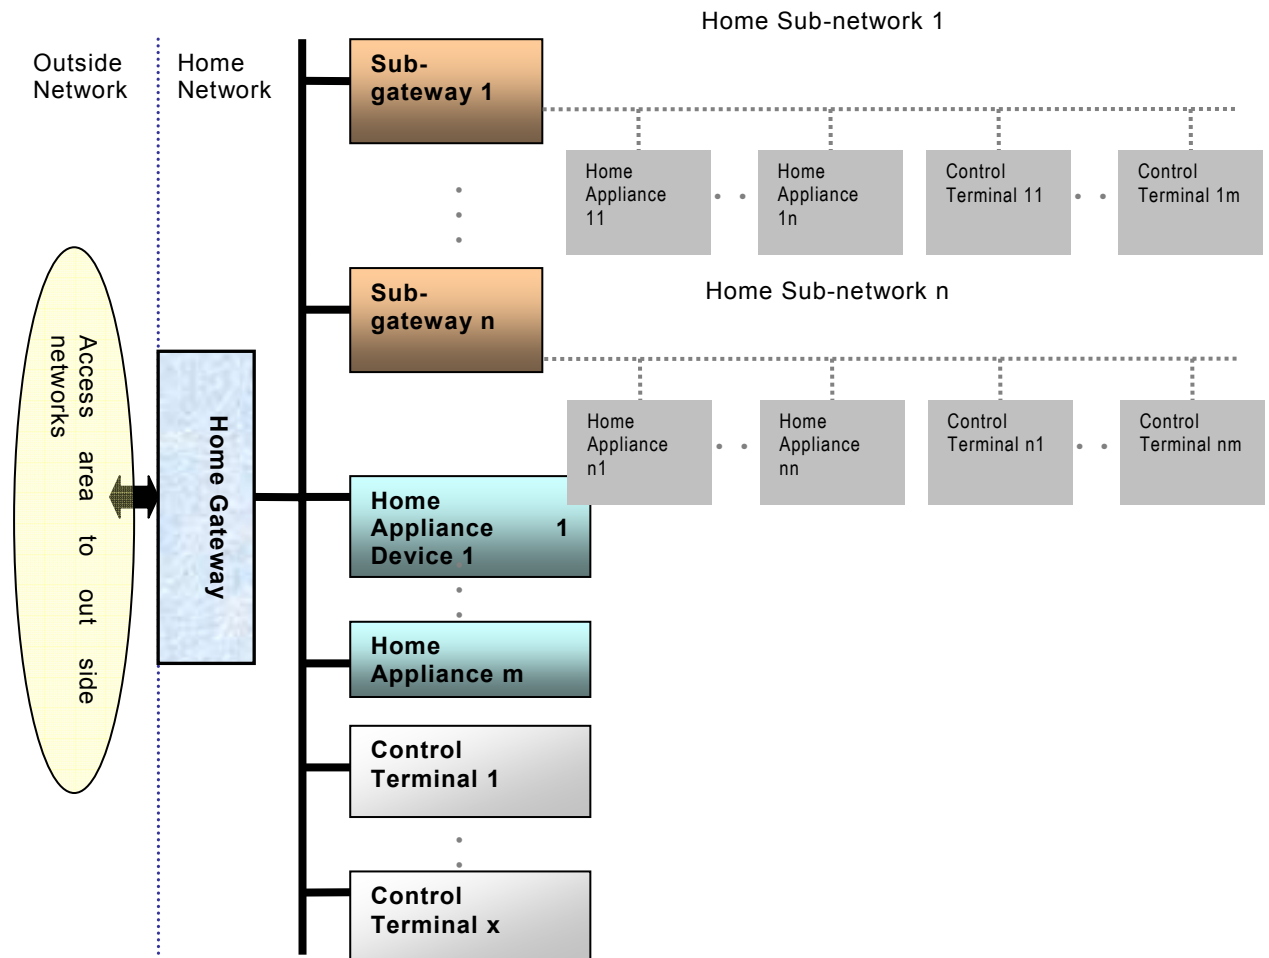 Home Sub-network 1
Outside
Network
Home
Network
Sub-
gateway 1
Home
Appliance
11
Home
Appliance
1n
Control
Terminal 11
Control
Terminal 1m
Sub-
gateway n
Home Sub-network n
Home
Appliance
n1
Home
Appliance
nn
Control
Terminal n1
Control
Terminal nm
Access area to out side
networks
Home Gateway
Home
Appliance 1
Device 1
Home
Appliance m
Control
Terminal 1
Control
Terminal x